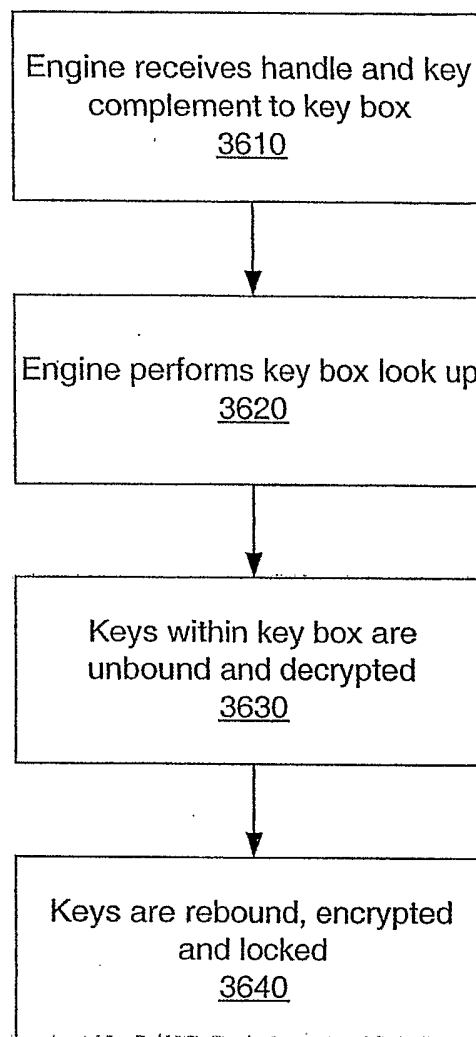 Engine receives handle and key
complement to key box
3610
Engine performs key box look up
3620
Keys within key box are
unbound and decrypted
3630
Keys are rebound, encrypted
and locked
3640